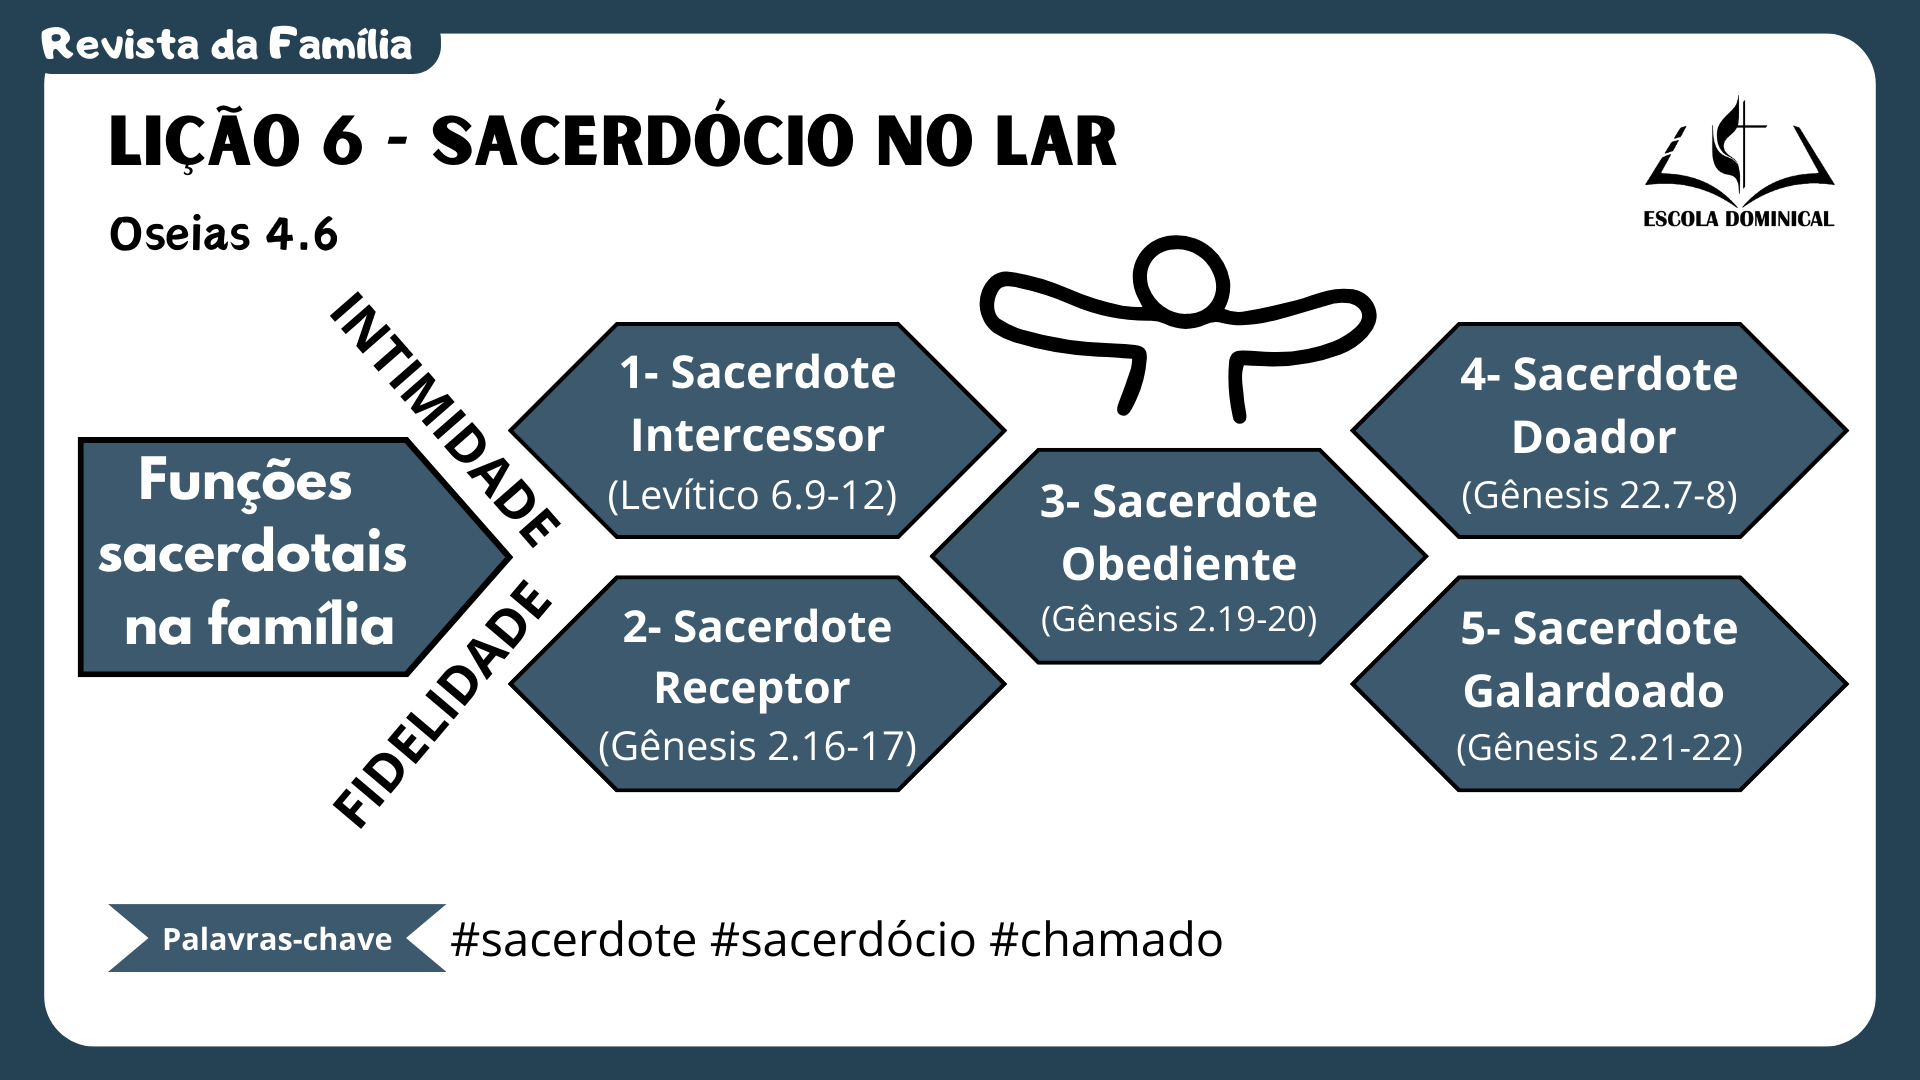 Revista da Família
LIÇÃO 6 - SACERDÓCIO NO LAR
ESCOLA DOMINICAL
Oseias 4.6
Funções
sacerdotais
na família
INTIMIDADE
FIDELIDADE
1- Sacerdote
Intercessor
(Levítico 6.9-12)
2- Sacerdote
Receptor
(Gênesis 2.16-17)
3- Sacerdote
Obediente
(Gênesis 2.19-20)
4- Sacerdote
Doador
(Gênesis 22.7-8)
5- Sacerdote
Galardoado
(Gênesis 2.21-22)
Palavras-chave
#sacerdote #sacerdócio #chamado